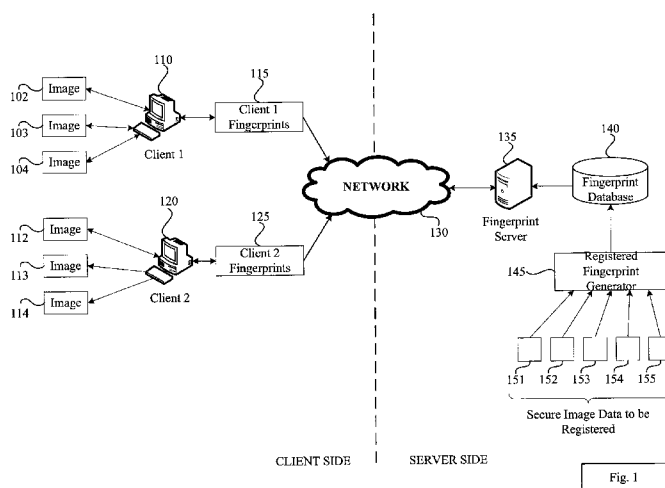 110
115
102
Image
103
Image
104
Image
Client 1
Client 1
Fingerprints
NETWORK
130
135
Fingerprint
Server
140
Fingerprint
Database
120
125
112
Image
113
Image
114
Image
Client 2
Client 2
Fingerprints
145
Registered
Fingerprint
Generator
151
152
153
154
155
Secure Image Data to be
Registered
CLIENT SIDE
SERVER SIDE
Fig. 1